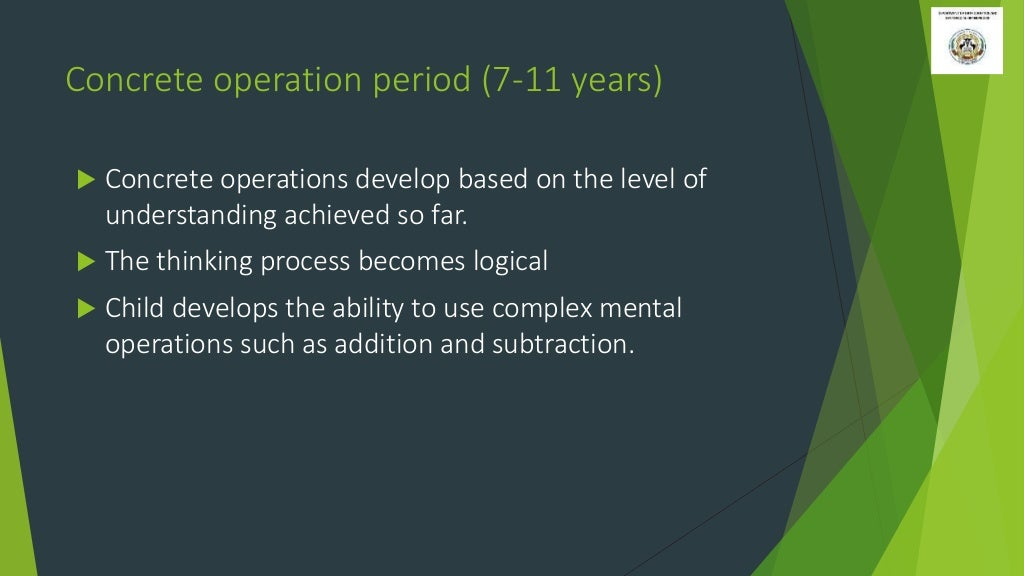 Concrete operation period (7-11 years)
Concrete operations develop based on the level of
understanding achieved so far.
The thinking process becomes logical
Child develops the ability to use complex mental
operations such as addition and subtraction.